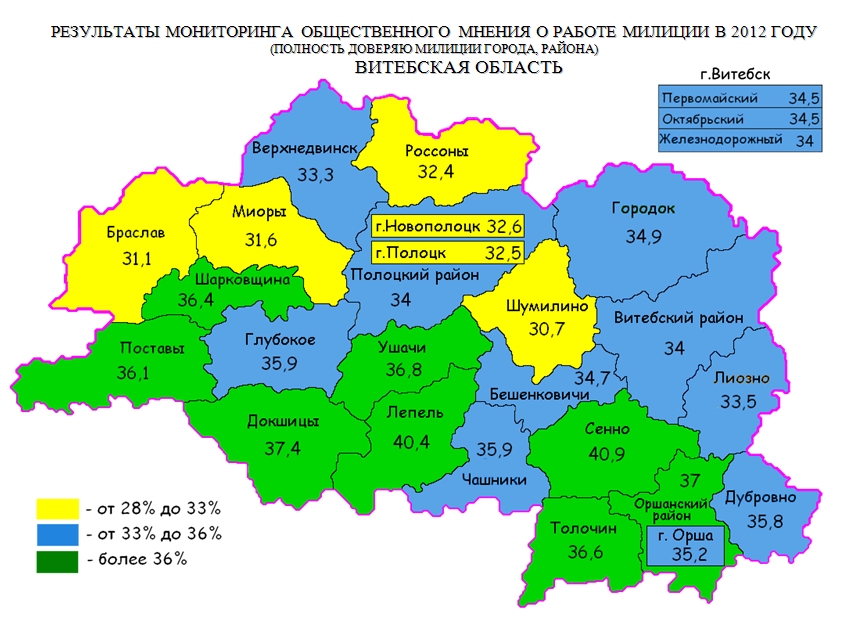 РЕЗУЛЬТАТЫ МОНИТОРИНГА ОБЩЕСТВЕННОГО МНЕНИЯ О РАБОТЕ МИЛИЦИИ В 2012 ГОДУ
(ПОЛНОСТЬ ДОВЕРЯЮ МИЛИЦИИ ГОРОДА, РАЙОНА)
ВИТЕБСКАЯ ОБЛАСТЬ
г.Витебск
Первомайский 34,5
Октябрьский 34,5
Железнодорожный 34
Верхнедвинск
33,3
Россоны
32,4
Браслав
31,1
Миоры
31,6
г.Новополоцк 32,6
г.Полоцк 32,5
Полоцкий район
34
Городок
34,9
Шарковщина
36,4
Шумилино
30,7
Витебский район
34
Поставы
36,1
Глубокое
35,9
Ушачи
36,8
34,7
Бешенковичи
Лиозно
33,5
Докшицы
37,4
Лепель
40,4
35,9
Чашники
Сенно
40,9
37
Оршанский
район
г. Орша
35,2
Дубровно
35,8
Толочин
36,6
- от 28% до 33%
- от 33% до 36%
- более 36%